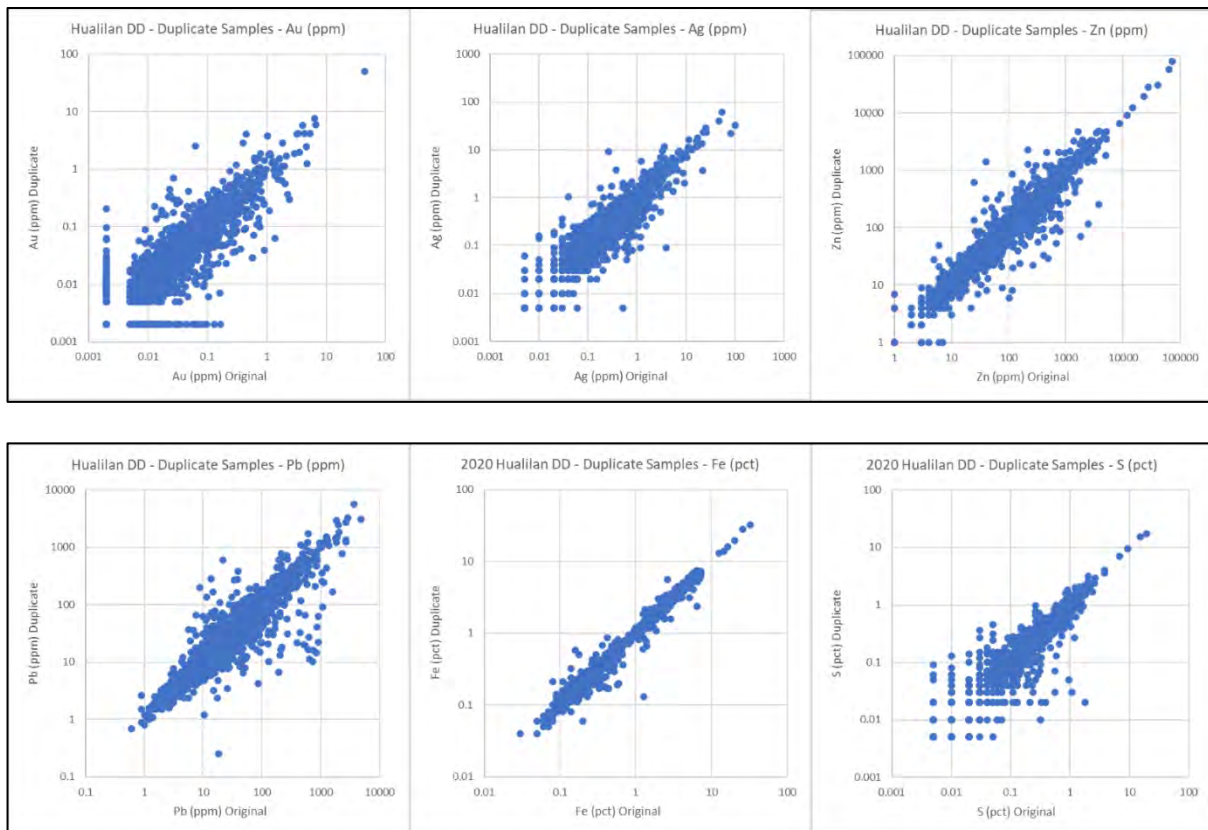 Hualilan DD - Duplicate Samples - Au (ppm)
100
10
1
0.1
0.01
0.001
0.001 0.01 0.1 1 10 100
Au (ppm) Duplicate
Au (ppm) Original
Hualilan DD - Duplicate Samples - Ag (ppm)
1000
100
10
1
0.1
0.01
0.001
0.001 0.01 0.1 1 10 100 1000
Ag (ppm) Duplicate
Ag (ppm) Original
Hualilan DD - Duplicate Samples - Zn (ppm)
100000
10000
1000
100
10
1
1 10 100 1000 10000 100000
Zn (ppm) Duplicate
Zn (ppm) Original
Hualilan DD - Duplicate Samples - Pb (ppm)
10000
1000
100
10
1
0.1
0.1 1 10 100 1000 10000
Pb (ppm) Duplicate
Pb (ppm) Original
2020 Hualilan DD - Duplicate Samples - Fe (pct)
100
10
1
0.1
0.01
0.01 0.1 1 10 100
Fe (pct) Duplicate
Fe (pct) Original
2020 Hualilan DD - Duplicate Samples - S (pct)
100
10
1
0.1
0.01
0.001
0.001 0.01 0.1 1 10 100
S (pct) Duplicate
S (pct) Original